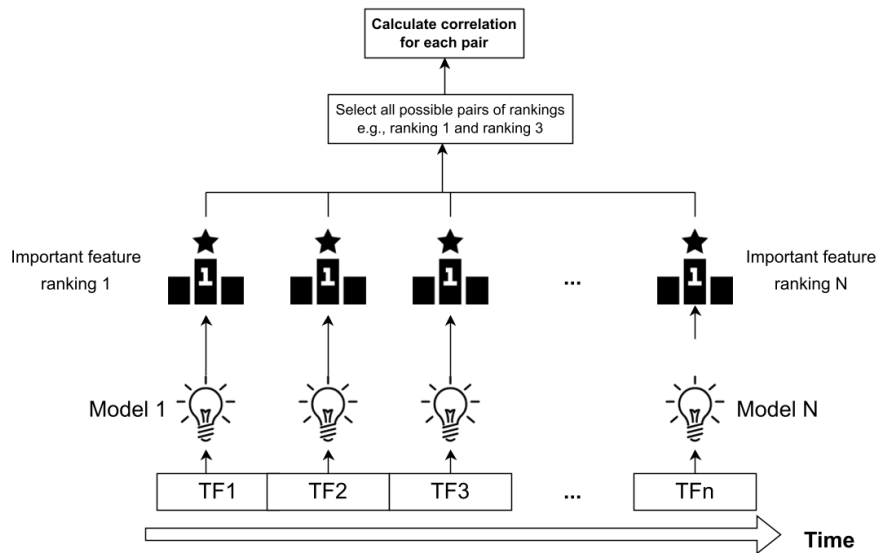 Calculate correlation
for each pair
Select all possible pairs of rankings
e.g., ranking 1 and ranking 3
Important feature
ranking 1
1
1
1
...
1
Important feature
ranking N
Model 1
Model N
TF1
TF2
TF3
...
TFn
Time